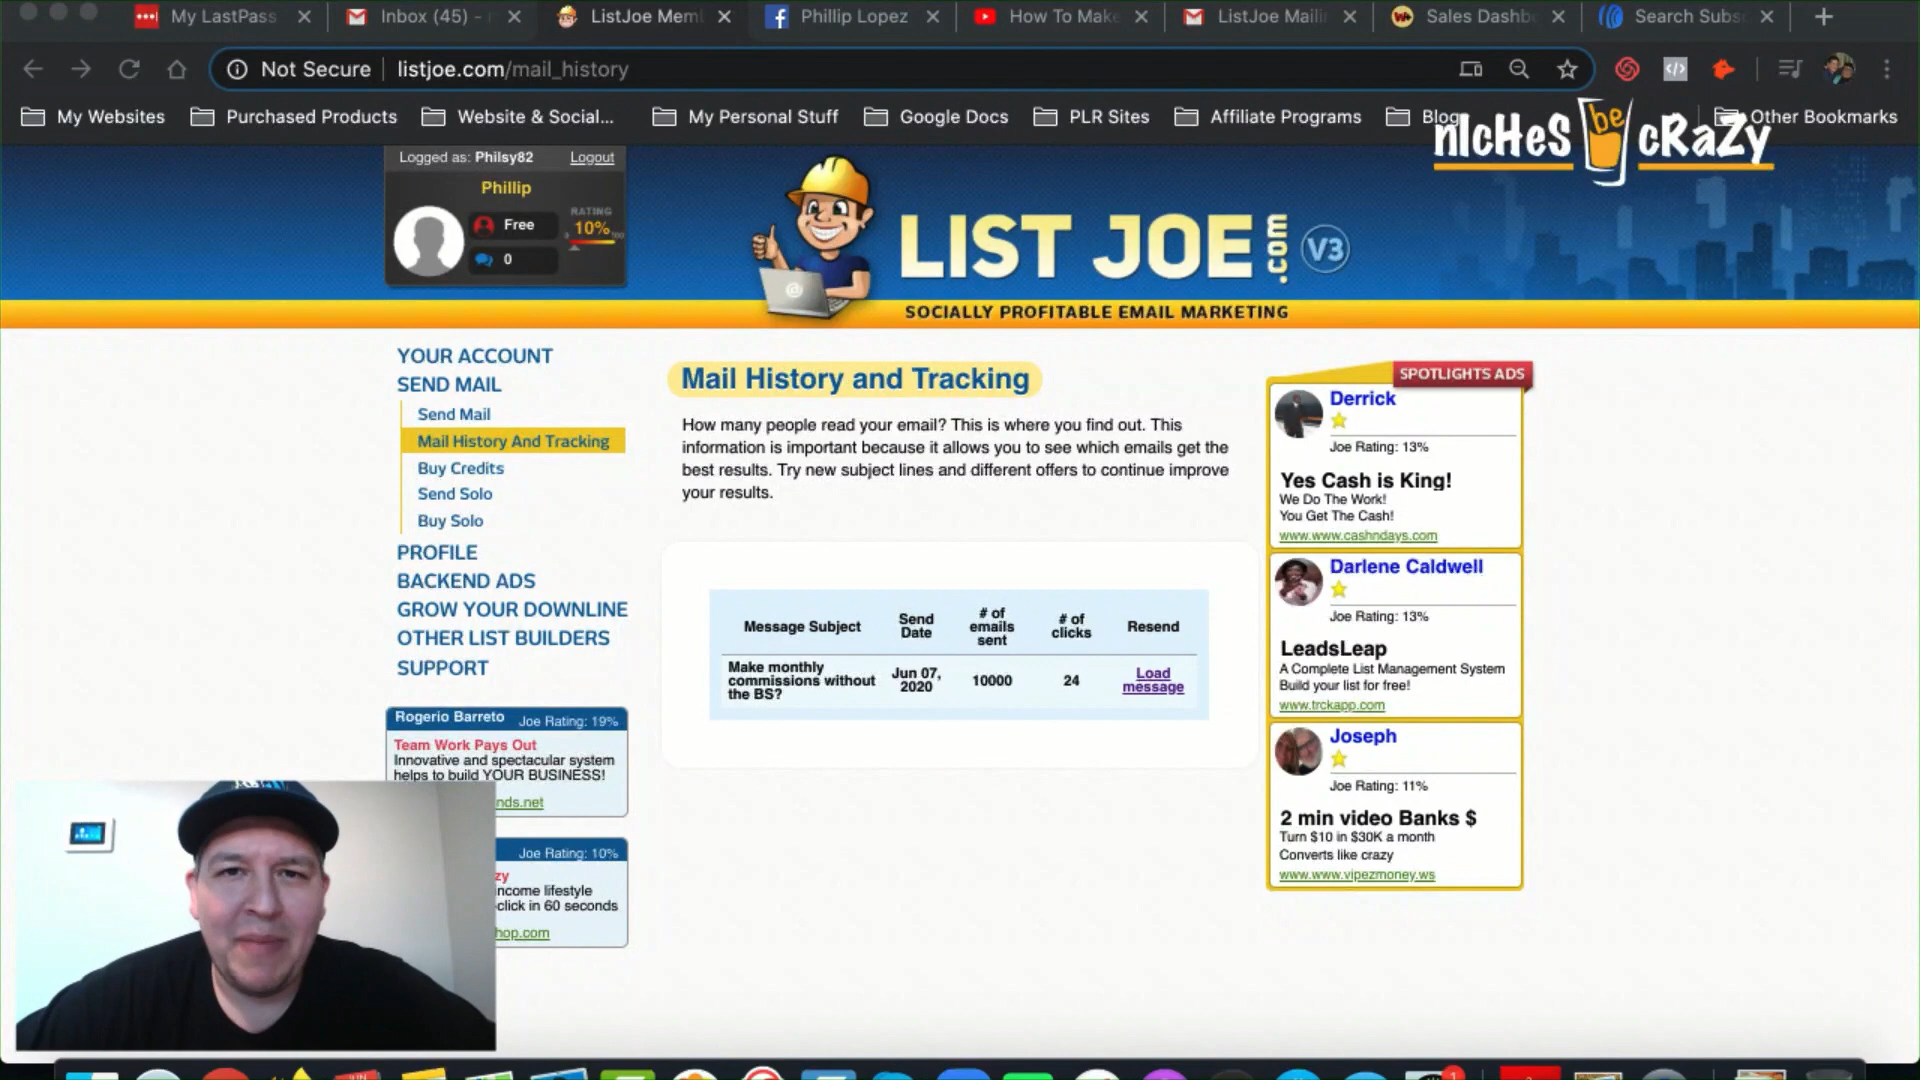 My LastPass
Inbox (45) -
ListJoe Mem
Phillip Lopez
How To Make
ListJoe Mailin
Sales Dashb
Search Subs
Not Secure
listjoe.com/mail_history
My Websites
Purchased Products
Website & Social...
My Personal Stuff
Google Docs
PLR Sites
Affiliate Programs
Blog
Other Bookmarks
nIcHeS be cRaZy
Logged as: Philsy82
Logout
Phillip
Free
RATING
10%
0
LIST JOE .com V3
SOCIALLY PROFITABLE EMAIL MARKETING
YOUR ACCOUNT
SEND MAIL
Send Mail
Mail History And Tracking
Buy Credits
Send Solo
Buy Solo
PROFILE
BACKEND ADS
GROW YOUR DOWNLINE
OTHER LIST BUILDERS
SUPPORT
Rogerio Barreto Joe Rating: 19%
Team Work Pays Out
Innovative and spectacular system
helps to build YOUR BUSINESS!
nds.net
Joe Rating: 10%
zy
income lifestyle
-click in 60 seconds
hop.com
Mail History and Tracking
How many people read your email? This is where you find out. This
information is important because it allows you to see which emails get the
best results. Try new subject lines and different offers to continue improve
your results.
Message Subject
Send
Date
# of
emails
sent
# of
clicks
Resend
Make monthly
commissions without
the BS?
Jun 07,
2020
10000
24
Load
message
SPOTLIGHTS ADS
Derrick
Joe Rating: 13%
Yes Cash is King!
We Do The Work!
You Get The Cash!
www.www.cashndays.com
Darlene Caldwell
Joe Rating: 13%
LeadsLeap
A Complete List Management System
Build your list for free!
www.trckapp.com
Joseph
Joe Rating: 11%
2 min video Banks $
Turn $10 in $30K a month
Converts like crazy
www.www.vipezmoney.ws